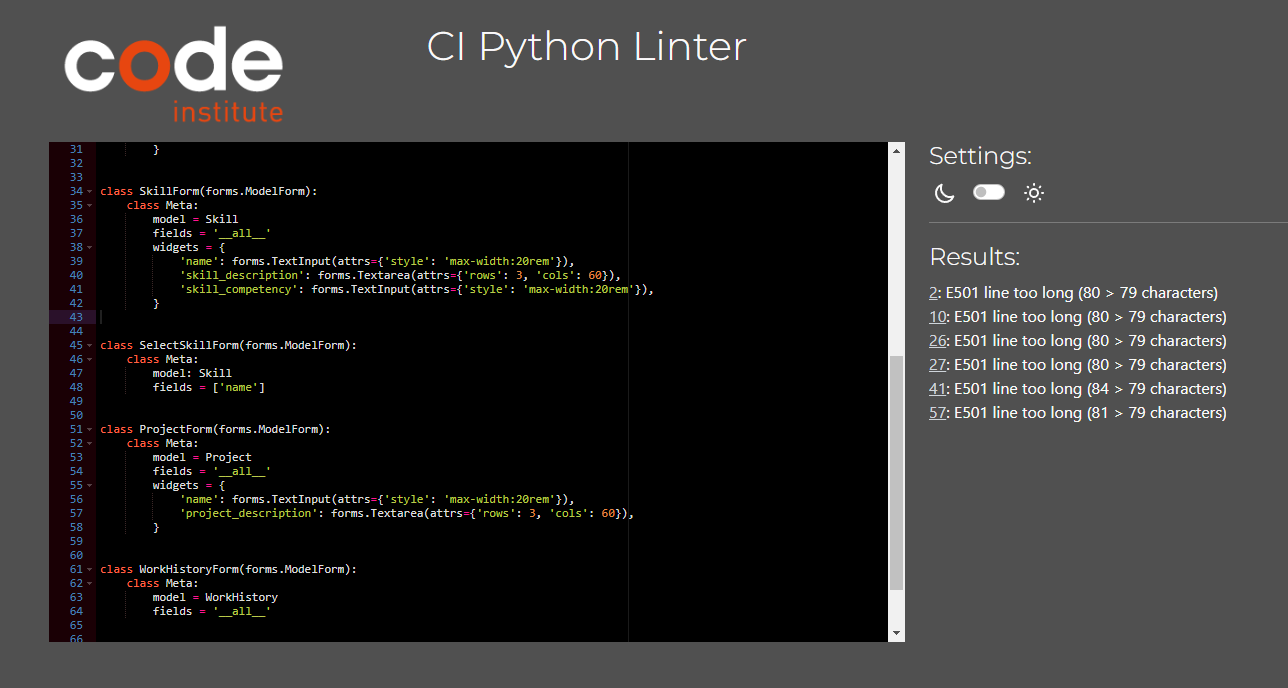 code
institute
CI Python Linter
31 }
32
33
34 class SkillForm(forms.ModelForm):
35 class Meta:
36 model = Skill
37 fields = '__all__'
38 widgets = {
39 'name': forms.TextInput(attrs={'style': 'max-width:20rem'}),
40 'skill_description': forms.Textarea(attrs={'rows': 3, 'cols': 60}),
41 'skill_competency': forms.TextInput(attrs={'style': 'max-width:20rem'}),
42 }
43
44
45 class SelectSkillForm(forms.ModelForm):
46 class Meta:
47 model: Skill
48 fields = ['name']
49
50
51 class ProjectForm(forms.ModelForm):
52 class Meta:
53 model = Project
54 fields = '__all__'
55 widgets = {
56 'name': forms.TextInput(attrs={'style': 'max-width:20rem'}),
57 'project_description': forms.Textarea(attrs={'rows': 3, 'cols': 60}),
58 }
59
60
61 class WorkHistoryForm(forms.ModelForm):
62 class Meta:
63 model = WorkHistory
64 fields = '__all__'
65
66
Settings:
Results:
2: E501 line too long (80 > 79 characters)
10: E501 line too long (80 > 79 characters)
26: E501 line too long (80 > 79 characters)
27: E501 line too long (80 > 79 characters)
41: E501 line too long (84 > 79 characters)
57: E501 line too long (81 > 79 characters)